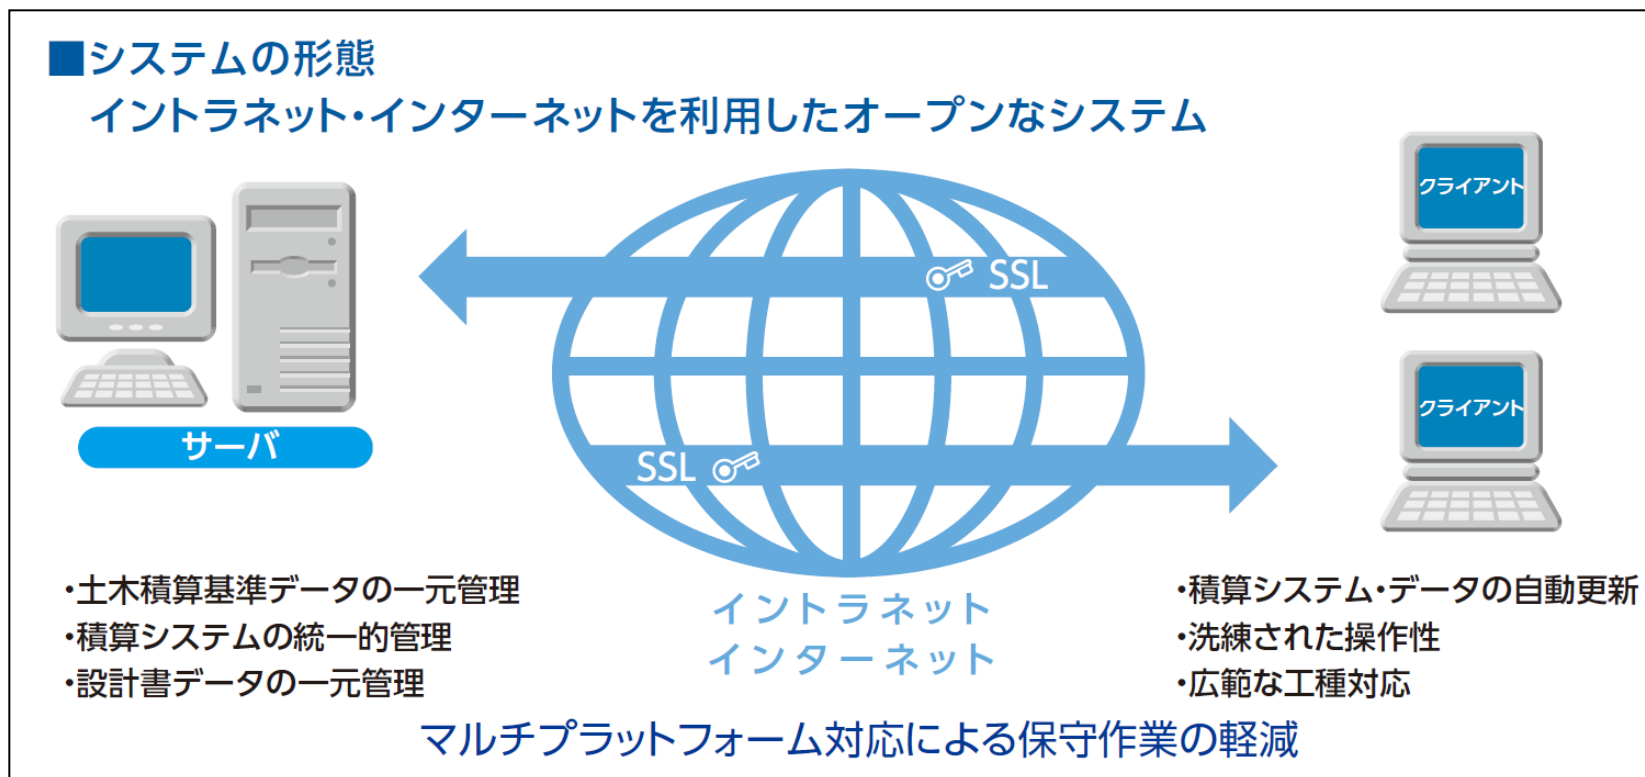 ■システムの形態
イントラネット・インターネットを利用したオープンなシステム
クライアント
SSL
クライアント
サーバ
SSL
・土木積算基準データの一元管理
・積算システムの統一的管理
・設計書データの一元管理
イントラネット
インターネット
・積算システム・データの自動更新
・洗練された操作性
・広範な工種対応
マルチプラットフォーム対応による保守作業の軽減